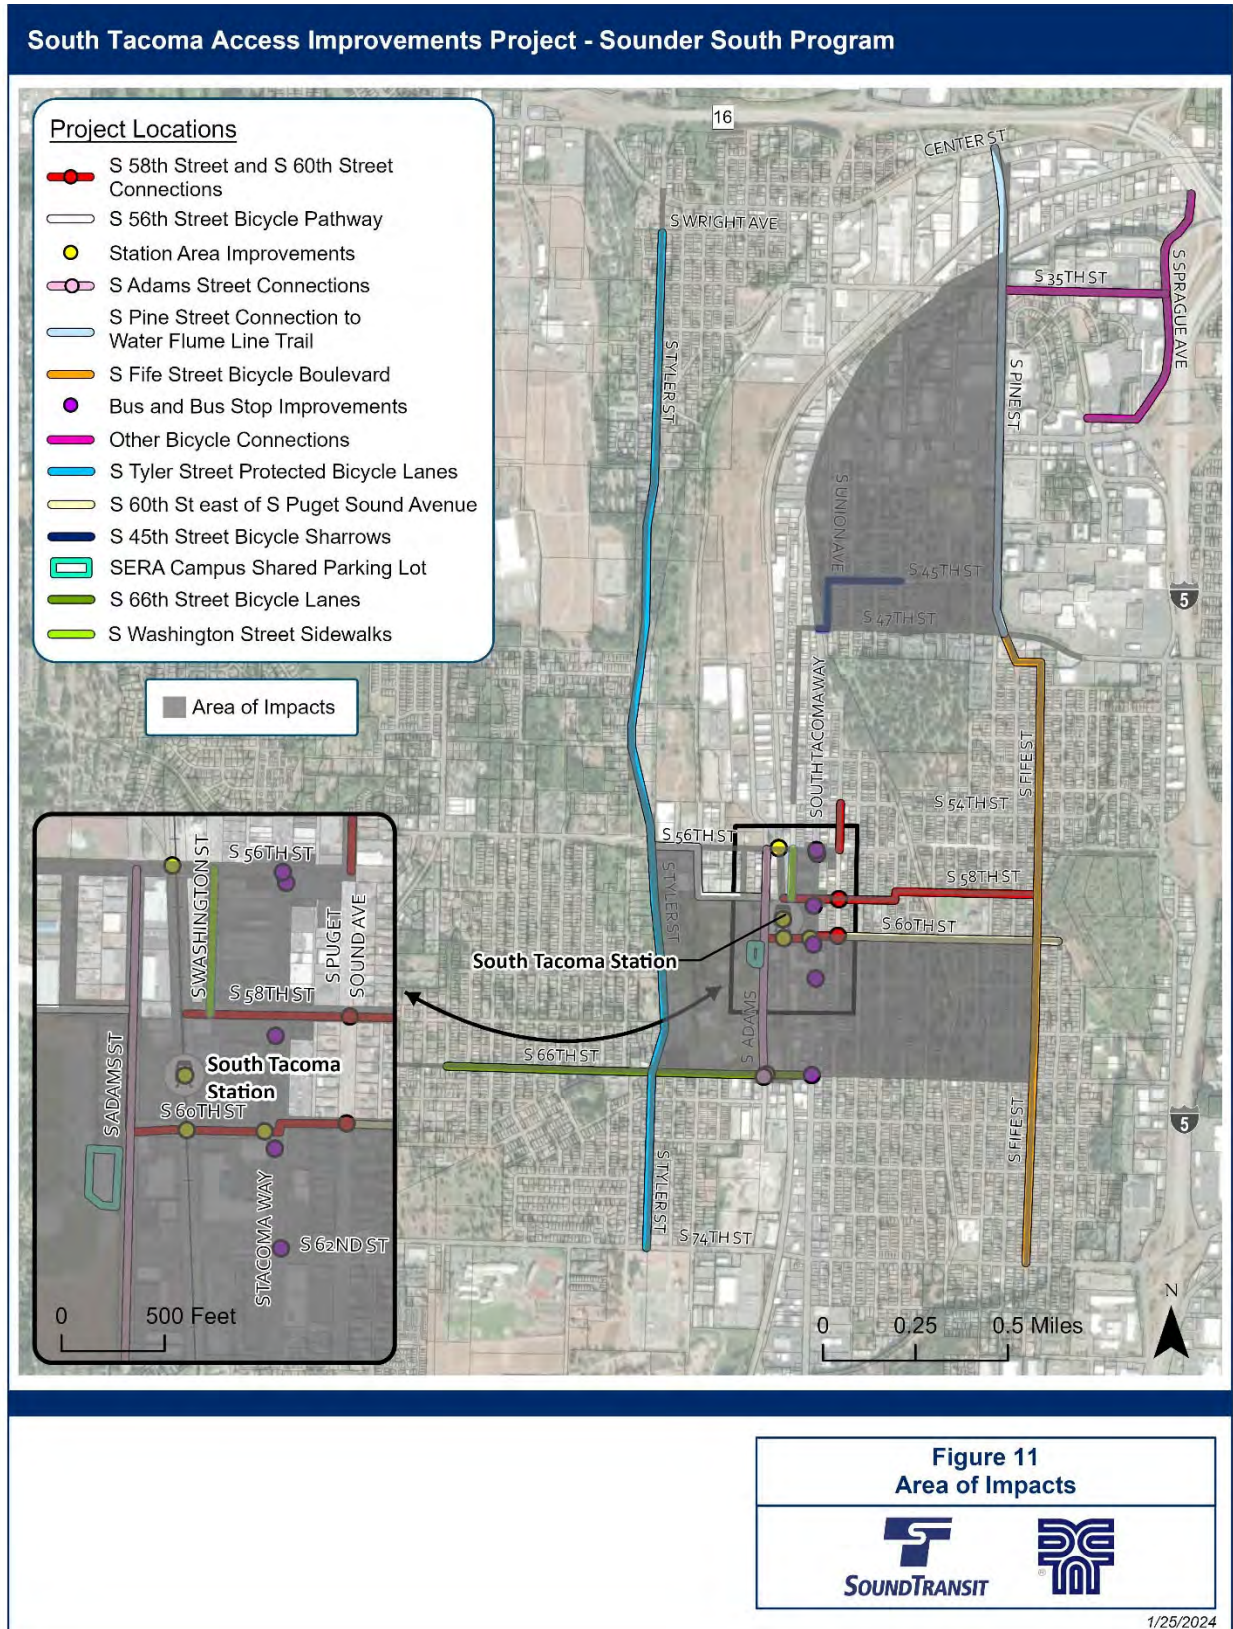 South Tacoma Access Improvements Project - Sounder South Program
Project Locations
S 58th Street and S 60th Street
Connections
S 56th Street Bicycle Pathway
Station Area Improvements
S Adams Street Connections
S Pine Street Connection to
Water Flume Line Trail
S Fife Street Bicycle Boulevard
Bus and Bus Stop Improvements
Other Bicycle Connections
S Tyler Street Protected Bicycle Lanes
S 60th St east of S Puget Sound Avenue
S 45th Street Bicycle Sharrows
SERA Campus Shared Parking Lot
S 66th Street Bicycle Lanes
S Washington Street Sidewalks
Area of Impacts
16
CENTER ST
S WRIGHT AVE
S 35TH ST
S SPRAGUE AVE
S TYLER ST
S PINE ST
S UNION AVE
S 45TH ST
S 47TH ST
5
SOUTH TACOMA WAY
S FIFE ST
S 54TH ST
S 56TH ST
S 58TH ST
S TYLER ST
S 60TH ST
South Tacoma Station
S ADAMS
S 66TH ST
5
S FIFE ST
S TYLER ST
S 74TH ST
S WASHINGTON ST
S 56TH ST
S PUGET
SOUND AVE
S 58TH ST
South Tacoma
Station
S ADAMS ST
S 60TH ST
S TACOMA WAY
S 62ND ST
0 500 Feet
0 0.25 0.5 Miles
N
Figure 11
Area of Impacts
SOUNDTRANSIT
®
1/25/2024